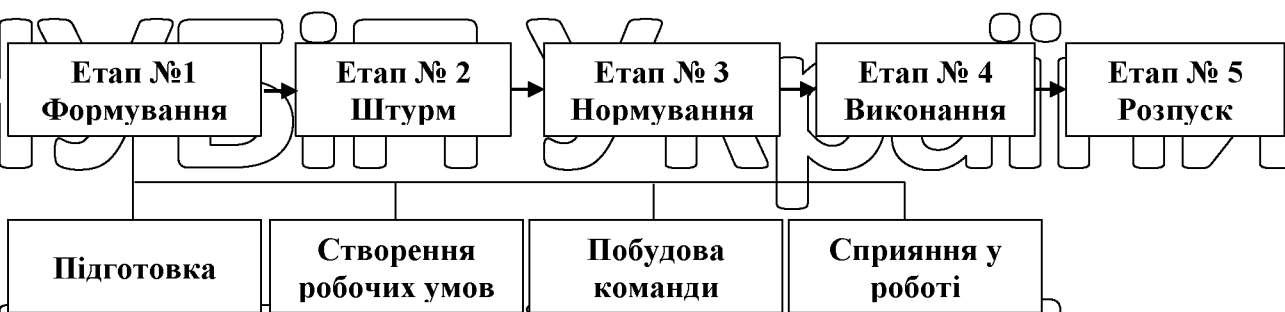 Етап №1
Формування
Етап № 2
Штурм
Етап № 3
Нормування
Етап № 4
Виконання
Етап № 5
Розпуск
Підготовка
Створення
робочих умов
Побудова
команди
Сприяння у
роботі